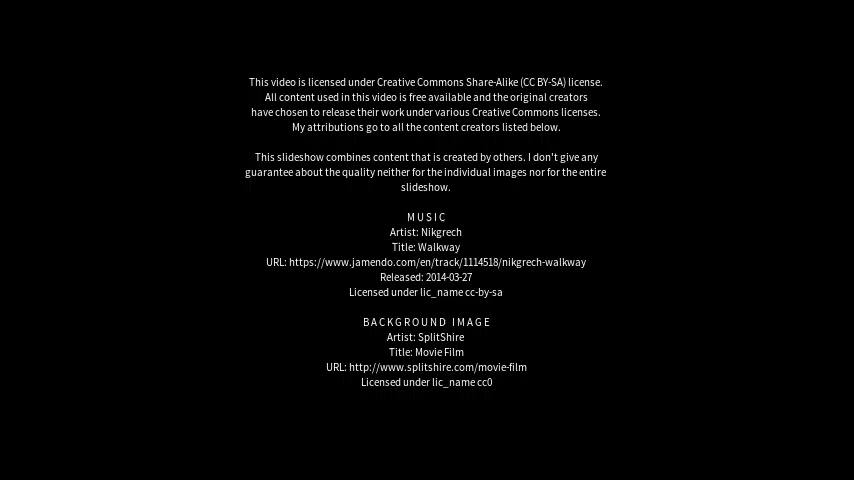 This video is licensed under Creative Commons Share-Alike (CC BY-SA) license.
All content used in this video is free available and the original creators
have chosen to release their work under various Creative Commons licenses.
My attributions go to all the content creators listed below.
This slideshow combines content that is created by others. I don't give any
guarantee about the quality neither for the individual images nor for the entire
slideshow.
MUSIC
Artist: Nikgrech
Title: Walkway
URL: https://www.jamendo.com/en/track/1114518/nikgrech-walkway
Released: 2014-03-27
Licensed under lic_name cc-by-sa
BACKGROUND IMAGE
Artist: SplitShire
Title: Movie Film
URL: http://www.splitshire.com/movie-film
Licensed under lic_name cc0